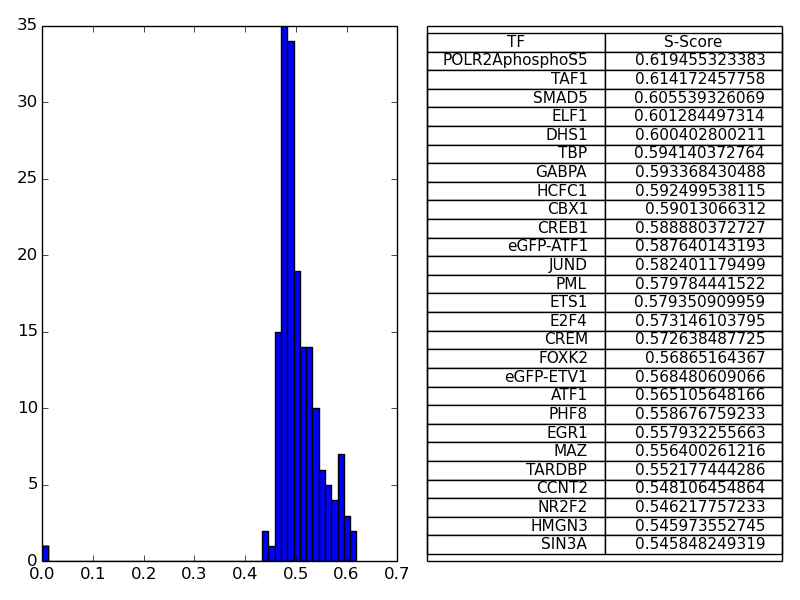 35
30
25
20
15
10
5
0
0.0 0.1 0.2 0.3 0.4 0.5 0.6 0.7
TF S-Score
POLR2AphosphoS5 0.619455323383
TAF1 0.614172457758
SMAD5 0.605539326069
ELF1 0.601284497314
DHS1 0.600402800211
TBP 0.594140372764
GABPA 0.593368430488
HCFC1 0.592499538115
CBX1 0.59013066312
CREB1 0.588880372727
eGFP-ATF1 0.587640143193
JUND 0.582401179499
PML 0.579784441522
ETS1 0.579350909959
E2F4 0.573146103795
CREM 0.572638487725
FOXK2 0.56865164367
eGFP-ETV1 0.568480609066
ATF1 0.565105648166
PHF8 0.558676759233
EGR1 0.557932255663
MAZ 0.556400261216
TARDBP 0.552177444286
CCNT2 0.548106454864
NR2F2 0.546217757233
HMGN3 0.545973552745
SIN3A 0.545848249319